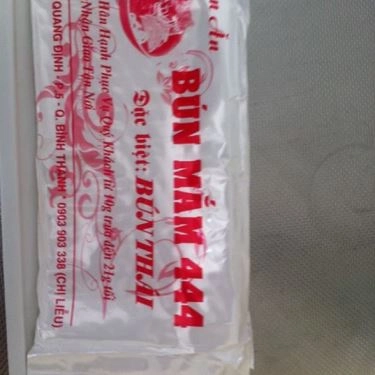 n Ăn
BÚN MẮM 444
Đặc biệt: BÚN THÁI
Hân Hạnh Phục Vụ Quý Khách từ 10g trưa đến 21g tối
Nhận Giao Tận Nơi
QUANG ĐỊNH - P.5 - Q. BÌNH THẠNH - 0903 903 338 (CHỊ LIỄU)